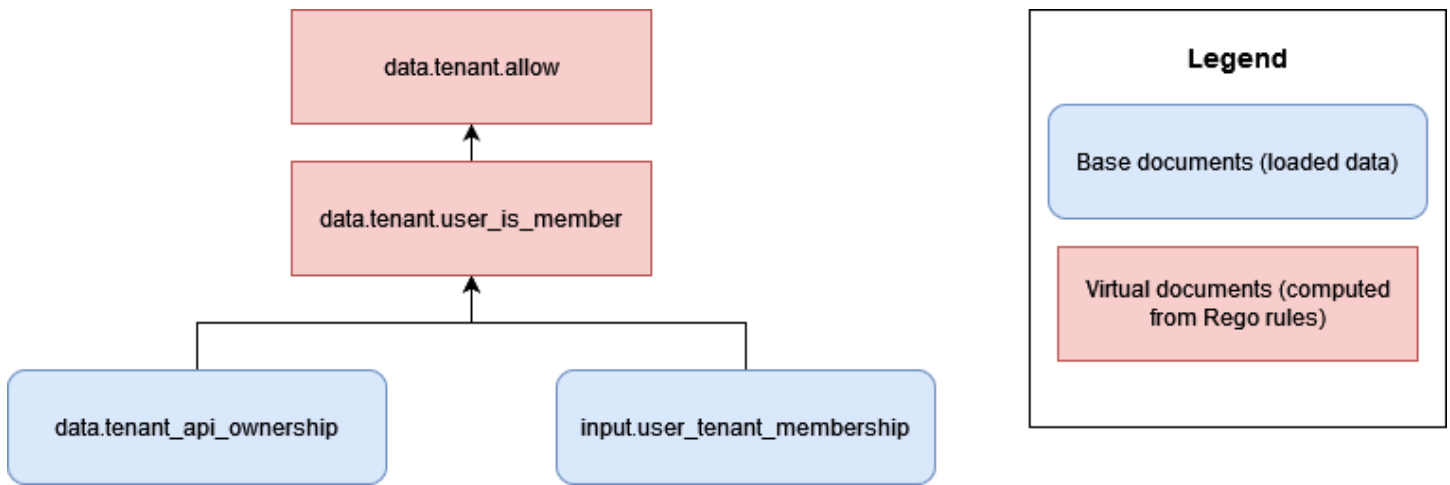 data.tenant.allow
data.tenant.user_is_member
data.tenant_api_ownership
input.user_tenant_membership
Legend
Base documents (loaded data)
Virtual documents (computed
from Rego rules)